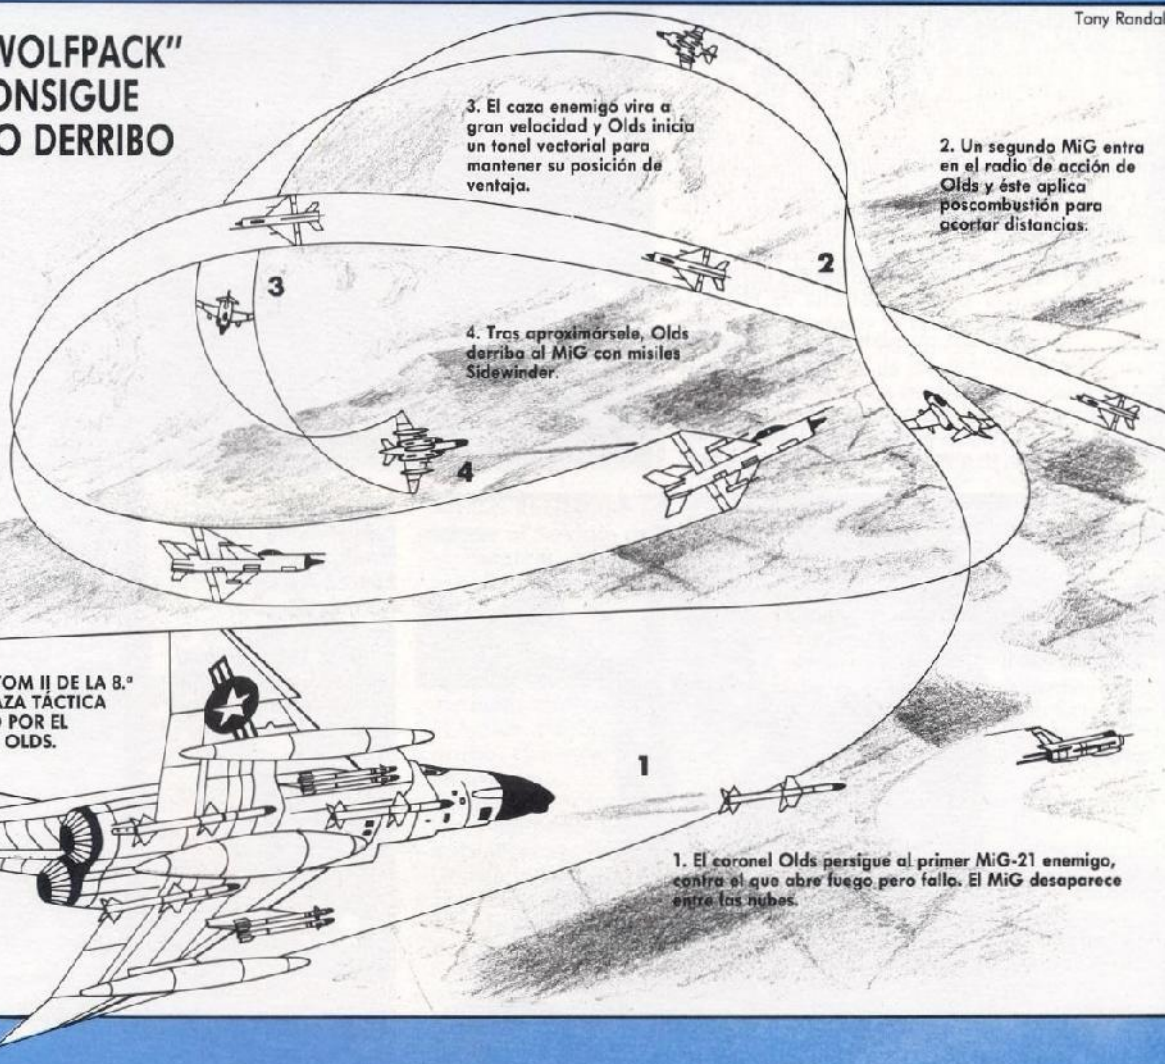 Tony Randal
WOLFPACK"
ONSIGUE
O DERRIBO
3. El caza enemigo vira a
gran velocidad y Olds inicia
un tonel vectorial para
mantener su posición de
ventaja.
2. Un segundo MiG entra
en el radio de acción de
Olds y éste aplica
poscombustión para
acortar distancias.
2
3
4. Tras aproximársele, Olds
derriba al MiG con misiles
Sidewinder.
4
TOM II DE LA 8.ª
AZA TÁCTICA
O POR EL
OLDS.
1
1. El coronel Olds persigue al primer MiG-21 enemigo,
contra el que abre fuego pero falla. El MiG desaparece
entre las nubes.